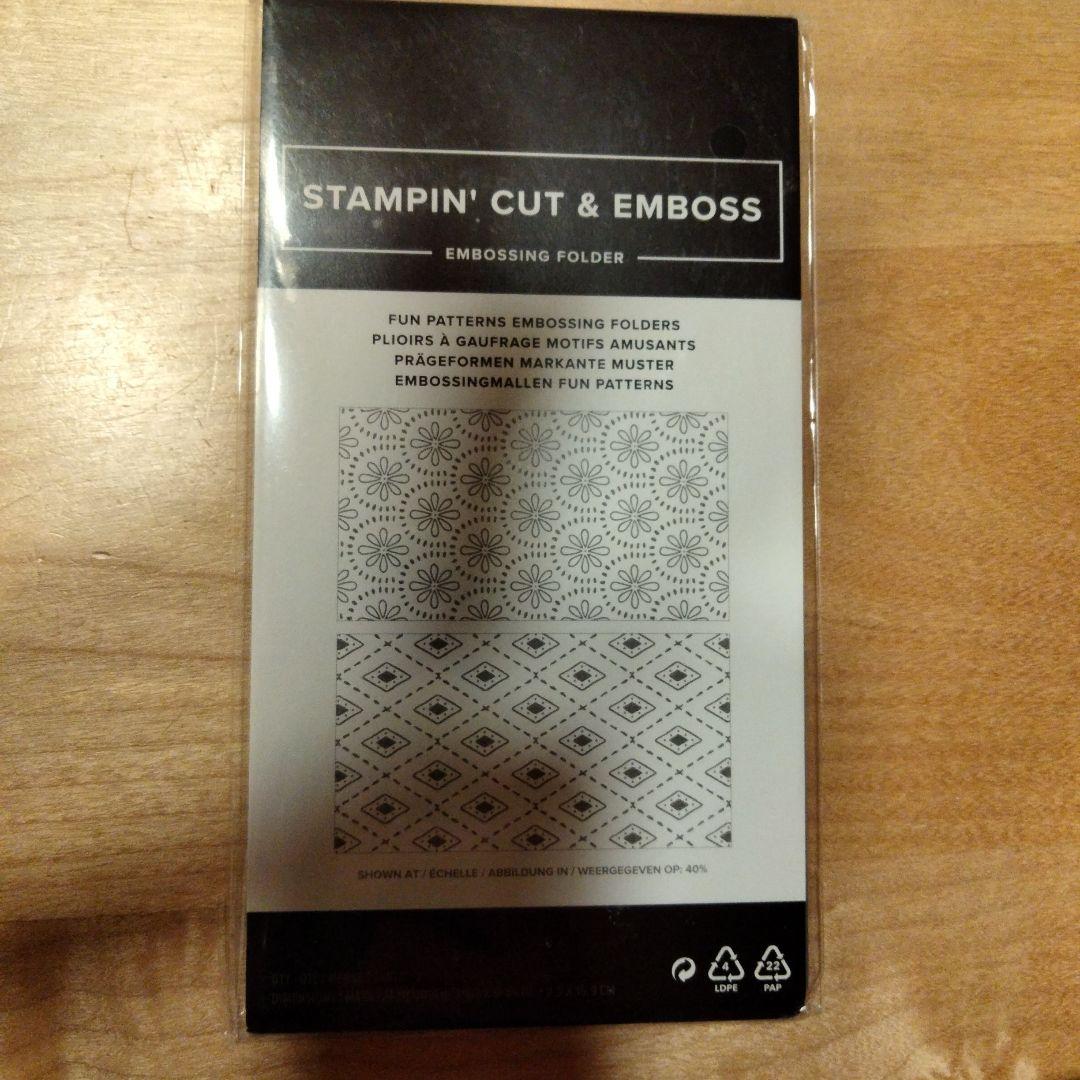 STAMPIN' CUT & EMBOSS
EMBOSSING FOLDER
FUN PATTERNS EMBOSSING FOLDERS
PLIOIRS À GAUFRAGE MOTIFS AMUSANTS
PRÄGEFORMEN MARKANTE MUSTER
EMBOSSINGMALLEN FUN PATTERNS
SHOWN AT / ÉCHELLE / ABBILDUNG IN / WEERGEGEVEN OP: 40%
4 22
LDPE PAP